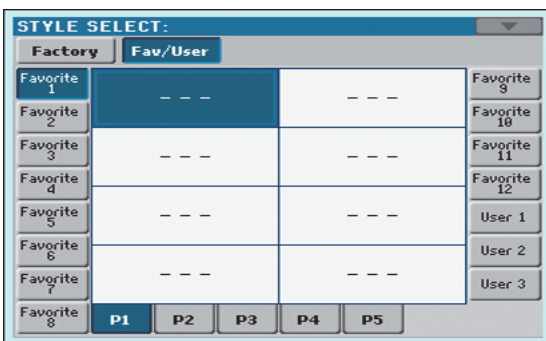 STYLE SELECT:
Factory Fav/User
Favorite 1
Favorite 2
Favorite 3
Favorite 4
Favorite 5
Favorite 6
Favorite 7
Favorite 8
--- ---
--- ---
--- ---
--- ---
Favorite 9
Favorite 10
Favorite 11
Favorite 12
User 1
User 2
User 3
P1 P2 P3 P4 P5